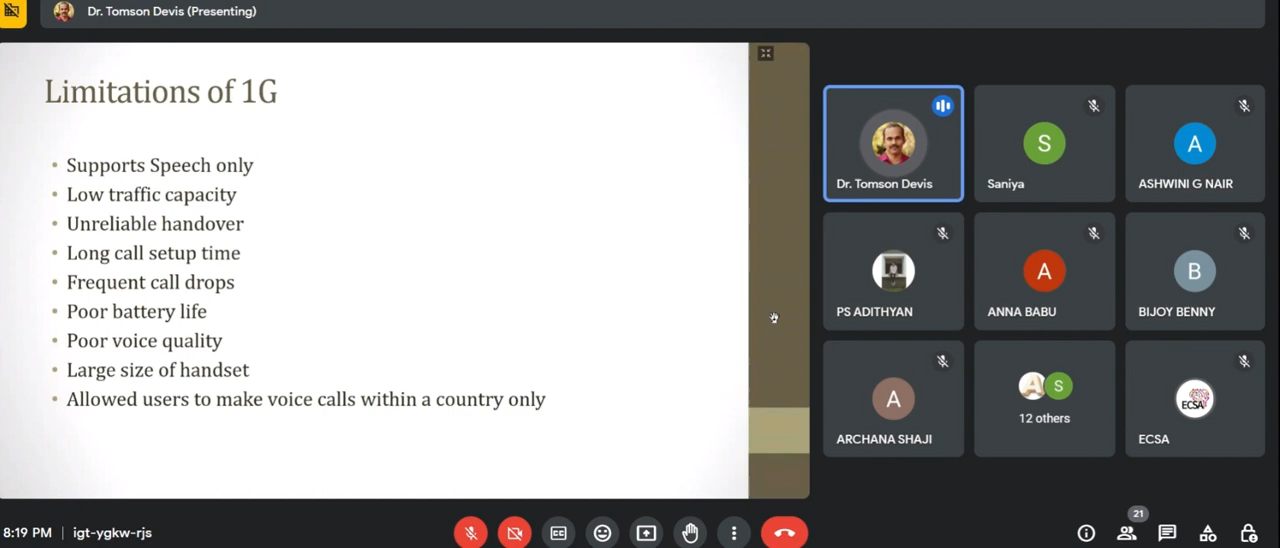 Dr. Tomson Devis (Presenting)
Limitations of 1G
• Supports Speech only
• Low traffic capacity
• Unreliable handover
• Long call setup time
• Frequent call drops
• Poor battery life
• Poor voice quality
• Large size of handset
• Allowed users to make voice calls within a country only
Dr. Tomson Devis
S
Saniya
A
ASHWINI G NAIR
PS ADITHYAN
A
ANNA BABU
B
BIJOY BENNY
A
ARCHANA SHAJI
A S
12 others
ECSA
ECSA
8:19 PM | igt-ygkw-rjs
CC
21